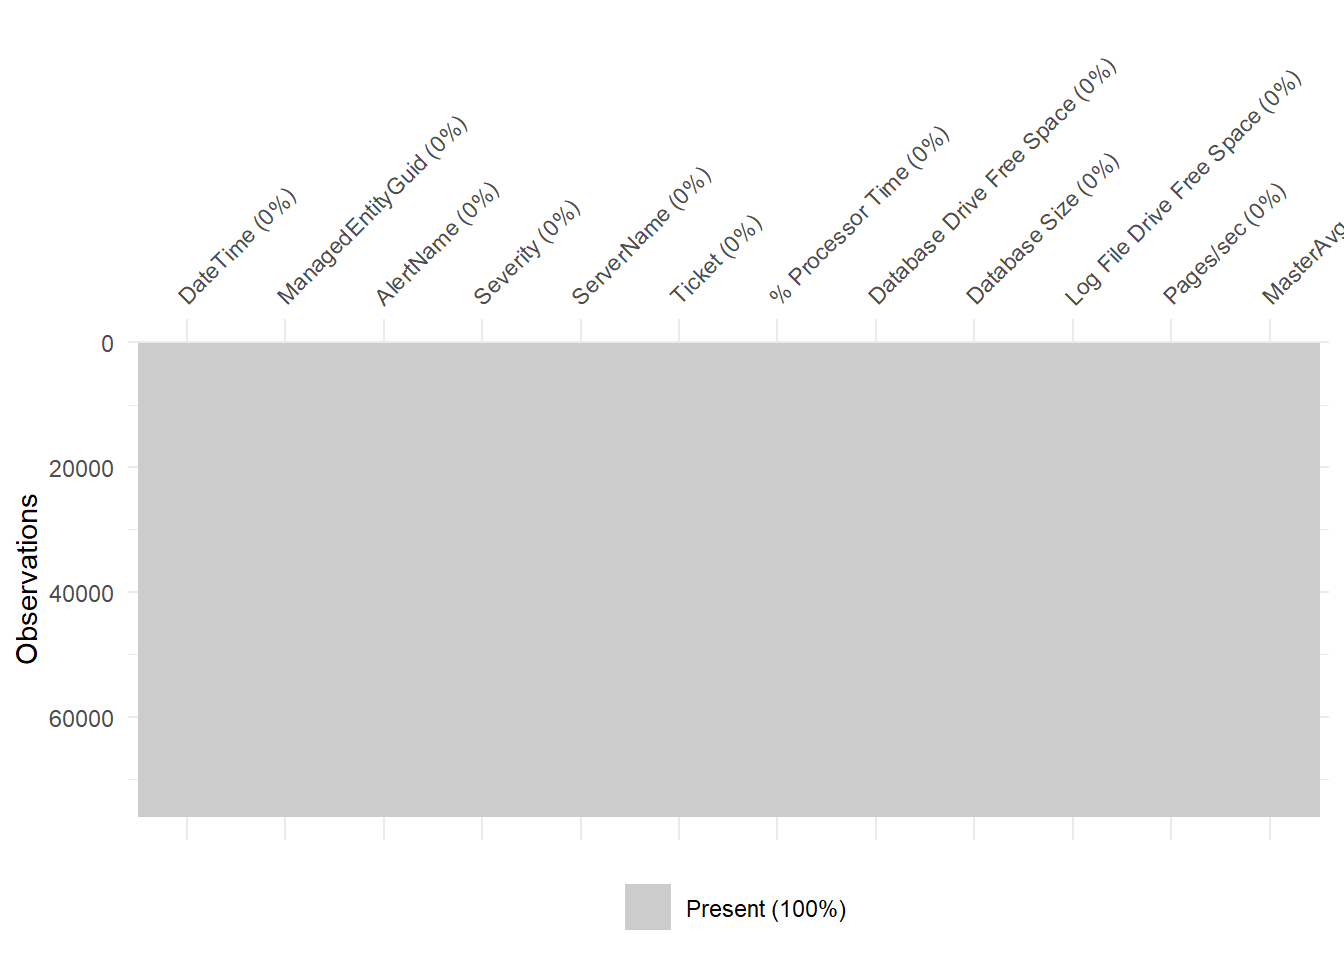 DateTime (0%)
ManagedEntityGuid (0%)
AlertName (0%)
Severity (0%)
ServerName (0%)
Ticket (0%)
% Processor Time (0%)
Database Drive Free Space (0%)
Database Size (0%)
Log File Drive Free Space (0%)
Pages/sec (0%)
MasterAvg
0
20000
40000
60000
Observations
Present (100%)